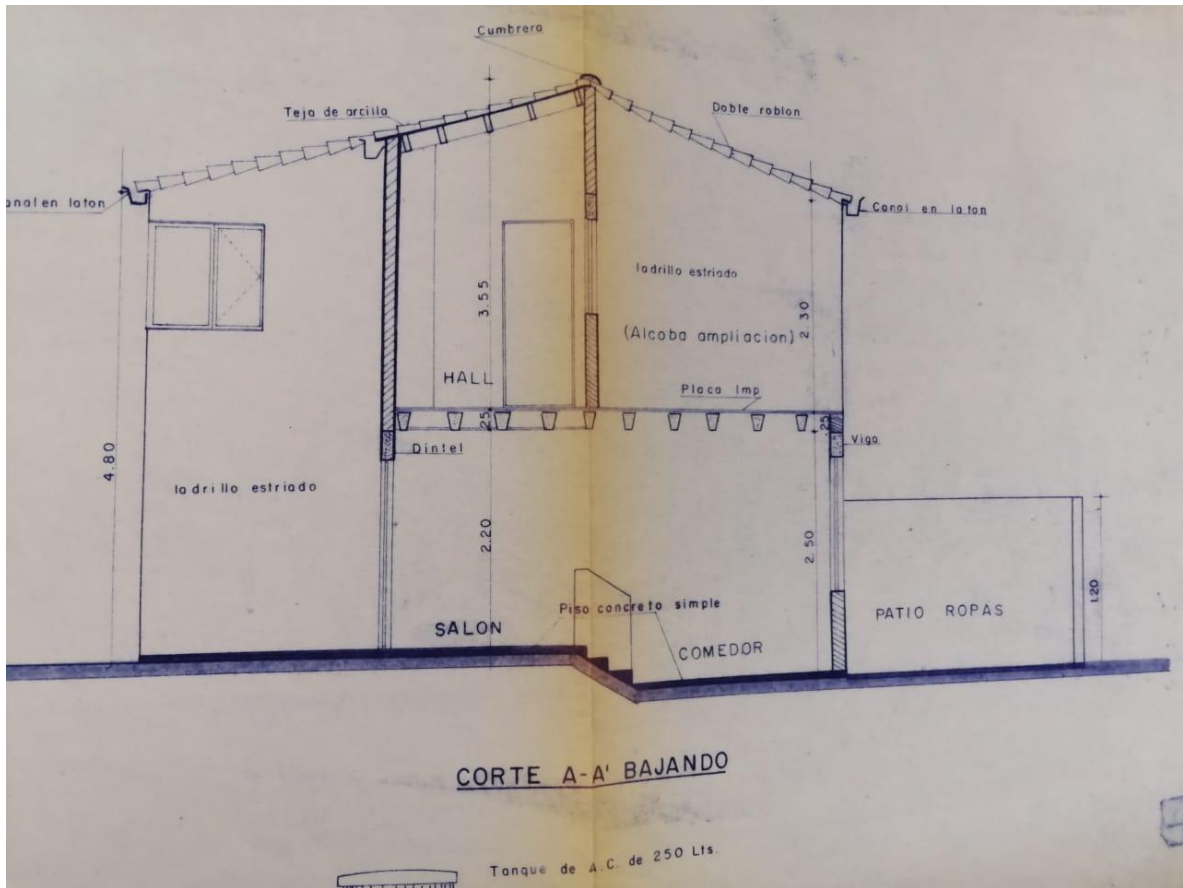 Cumbrera
Teja de arcilla
Doble roblon
anal en laton
Canal en laton
3.55
ladrillo estriado
2.30
(Alcoba ampliacion)
HALL
Placa Imp
.25
.25
Dintel
Viga
4.80
ladrillo estriado
2.20
2.50
1.20
Piso concreto simple
SALON
PATIO ROPAS
COMEDOR
CORTE A-A' BAJANDO
Tanque de A.C. de 250 Lts.